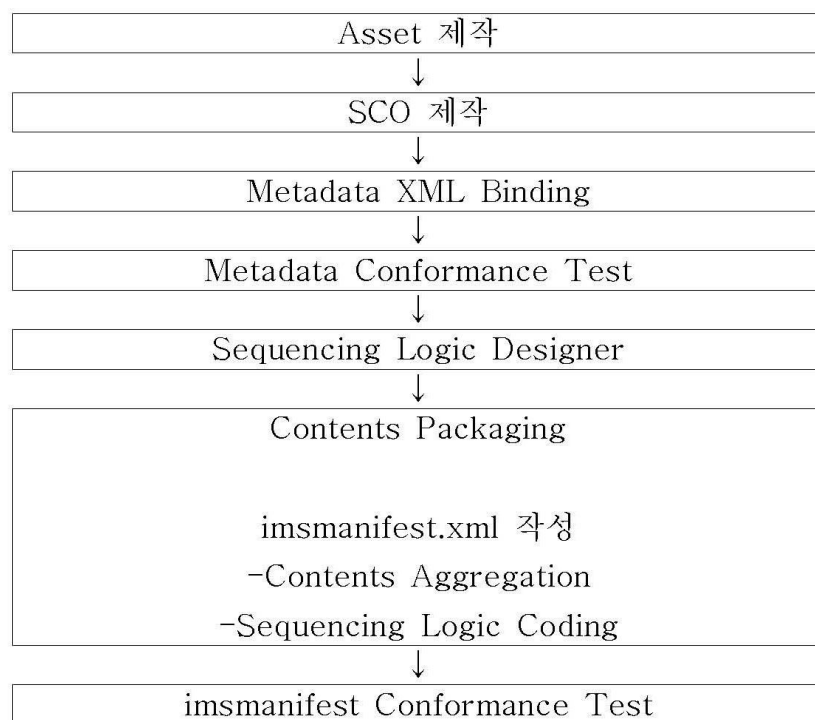 Asset 제작
↓
SCO 제작
↓
Metadata XML Binding
↓
Metadata Conformance Test
↓
Sequencing Logic Designer
↓
Contents Packaging
imsmanifest.xml 작성
-Contents Aggregation
-Sequencing Logic Coding
↓
imsmanifest Conformance Test